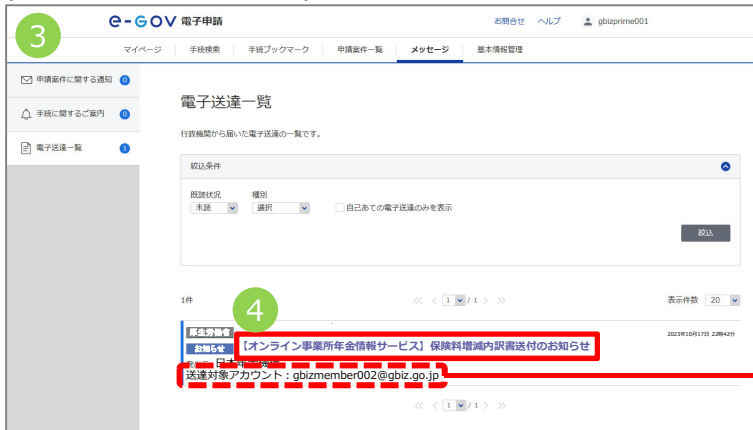 3
e-GOV 電子申請
お問合せ ヘルプ gbizprime001
マイページ 手続検索 手続ブックマーク 申請案件一覧 メッセージ 基本情報管理
申請案件に関する通知 0
手続に関するご案内 0
電子送達一覧 1
電子送達一覧
行政機関から届いた電子送達の一覧です。
絞込条件
既読状況 種別
未読 選択 自己あての電子送達のみを表示
絞込
1件 1 / 1 表示件数 20
4
厚生労働省 2023年10月17日 22時42分
お知らせ 【オンライン事業所年金情報サービス】保険料増減内訳書送付のお知らせ
送達対象アカウント：gbizmember002@gbiz.go.jp
1 / 1